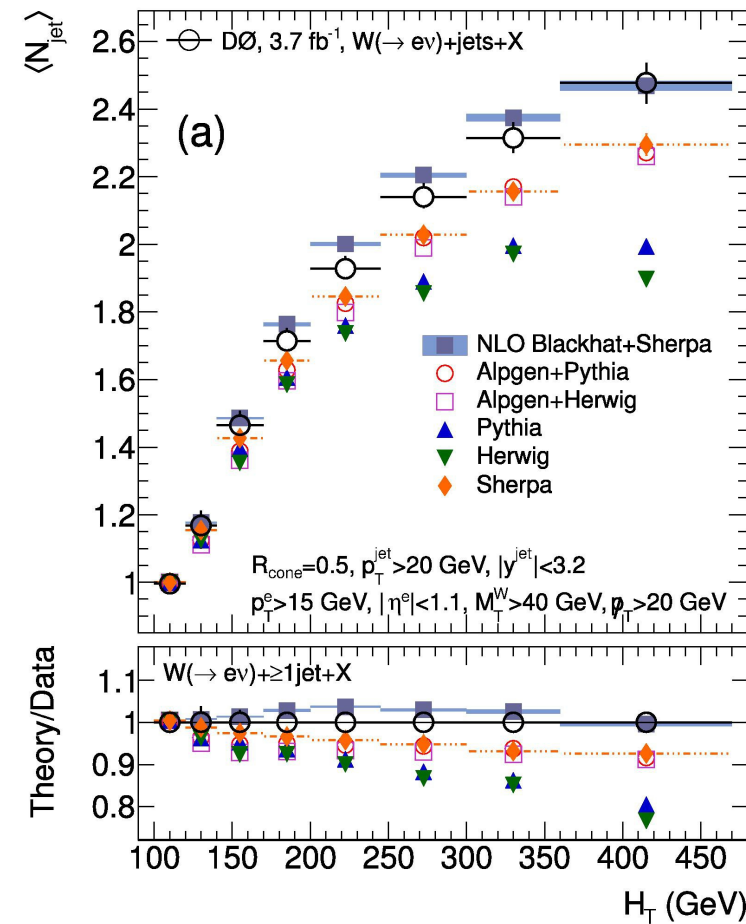 ⟨N_jet⟩
2.6
2.4
2.2
2
1.8
1.6
1.4
1.2
1
DØ, 3.7 fb⁻¹, W(→ eν)+jets+X
(a)
NLO Blackhat+Sherpa
Alpgen+Pythia
Alpgen+Herwig
Pythia
Herwig
Sherpa
R_cone=0.5, p_T^jet>20 GeV, |y^jet|<3.2
p_T^e>15 GeV, |η^e|<1.1, M_T^W>40 GeV, p̸_T>20 GeV
Theory/Data
1.1
1
0.9
0.8
W(→ eν)+≥1jet+X
100 150 200 250 300 350 400 450
H_T (GeV)